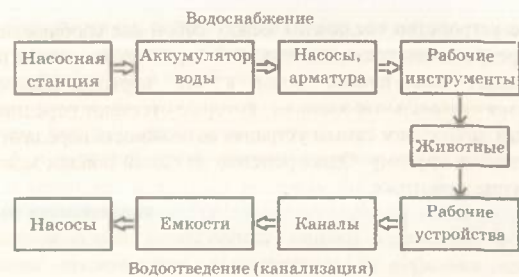 Водоснабжение
Насосная
станция
Аккумулятор
воды
Насосы,
арматура
Рабочие
инструменты
Животные
Насосы
Емкости
Каналы
Рабочие
устройства
Водоотведение (канализация)